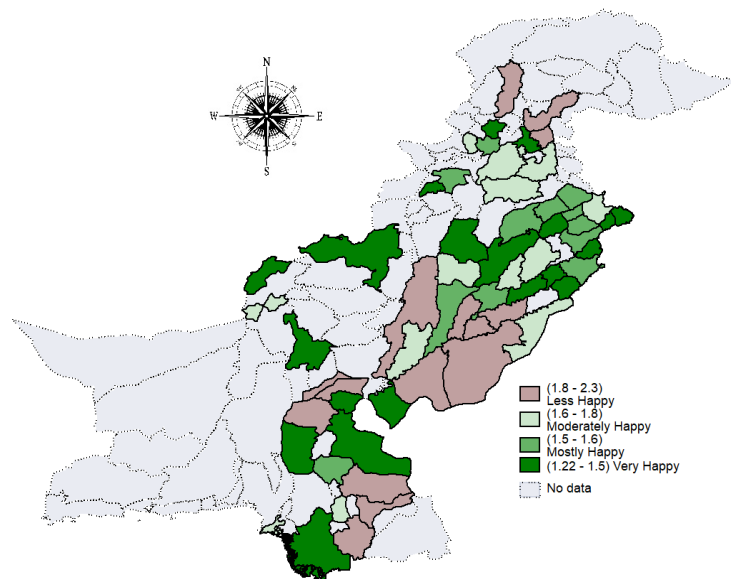 N
W
E
S
(1.8 - 2.3)
Less Happy
(1.6 - 1.8)
Moderately Happy
(1.5 - 1.6)
Mostly Happy
(1.22 - 1.5) Very Happy
No data